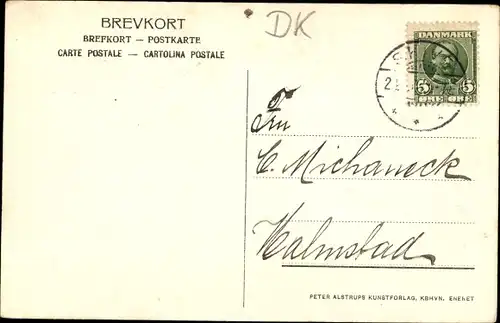 BREVKORT
BREFKORT — POSTKARTE
CARTE POSTALE — CARTOLINA POSTALE
DK
DANMARK
5 5
ØRE ØRE
Fru
C. Michaneck
Halmstad
PETER ALSTRUPS KUNSTFORLAG, KBHVN. ENENET